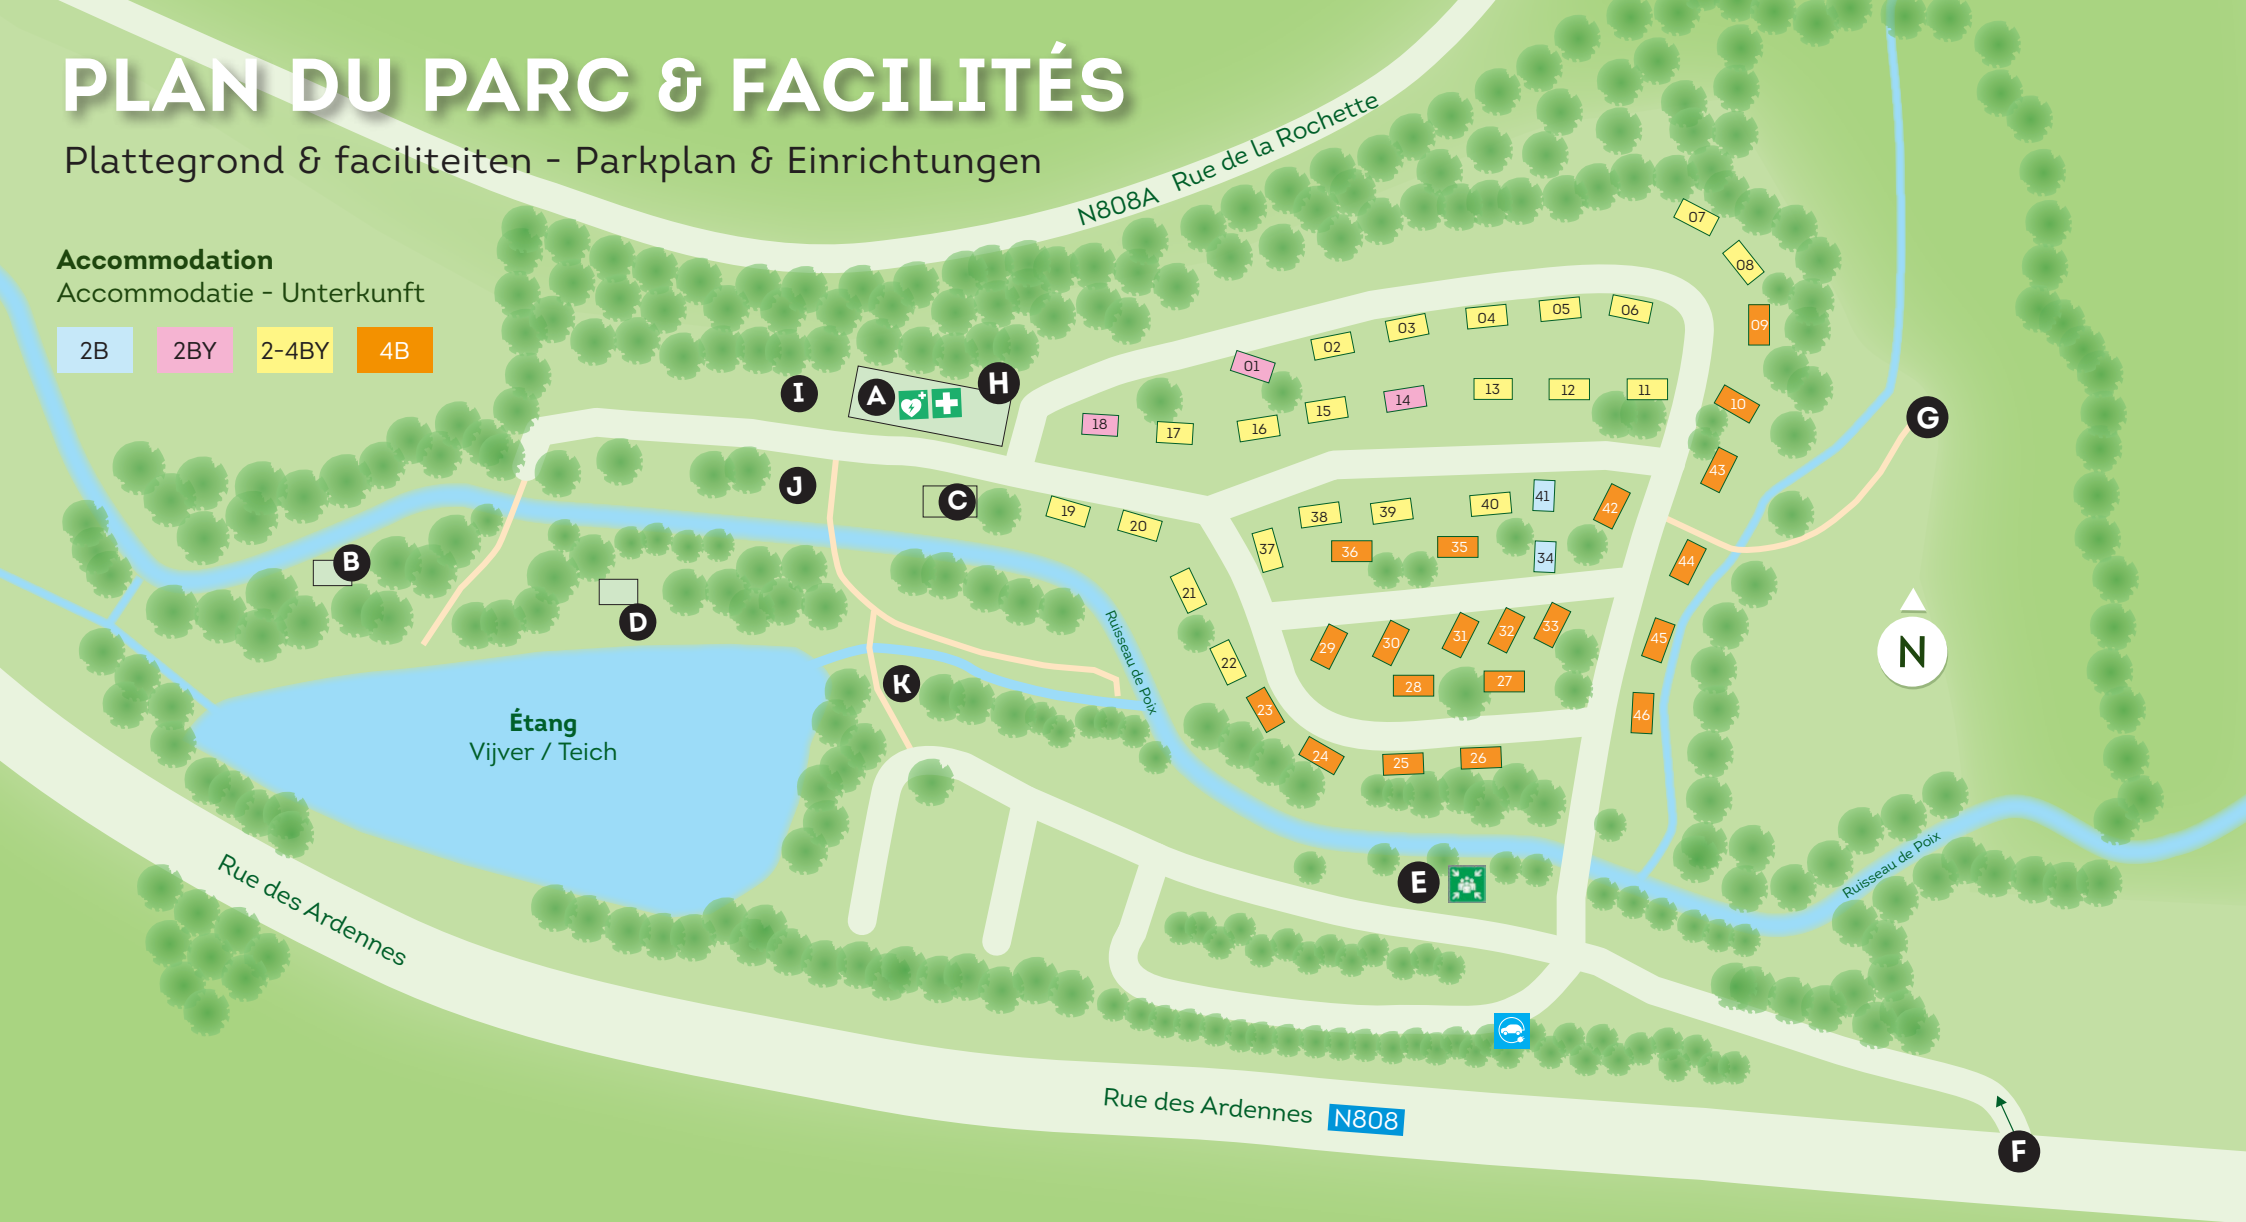 PLAN DU PARC & FACILITÉS
Plattegrond & faciliteiten - Parkplan & Einrichtungen
N808A Rue de la Rochette
Accommodation
Accommodatie - Unterkunft
2B
2BY
2-4BY
4B
07
08
09
10
06
05
04
03
02
01
11
12
13
14
15
16
17
18
I
A
H
J
C
B
D
G
19
20
43
42
41
40
39
38
37
36
35
34
44
21
22
23
33
32
31
30
29
45
28
27
46
24
25
26
N
K
Ruisseau de Poix
Étang
Vijver / Teich
Ruisseau de Poix
E
Rue des Ardennes
Rue des Ardennes N808
F